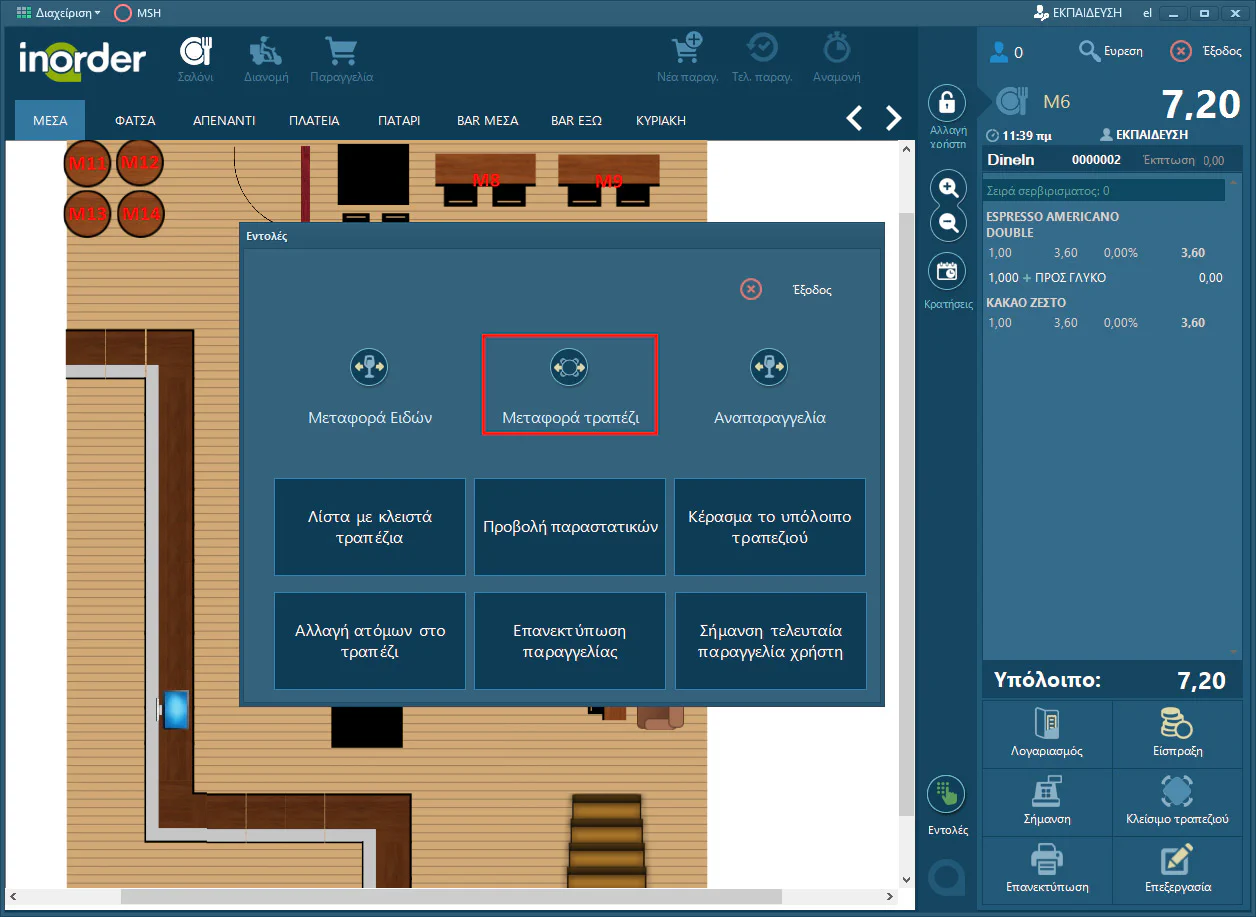 Διαχείριση
MSH
ΕΚΠΑΙΔΕΥΣΗ
el
inorder
Σαλόνι
Διανομή
Παραγγελία
Νέα παραγ.
Τελ. παραγ.
Αναμονή
ΜΕΣΑ
ΦΑΤΣΑ
ΑΠΕΝΑΝΤΙ
ΠΛΑΤΕΙΑ
ΠΑΤΑΡΙ
BAR ΜΕΣΑ
BAR ΕΞΩ
ΚΥΡΙΑΚΗ
M11
M12
M13
M14
M8
M9
Εντολές
Έξοδος
Μεταφορά Ειδών
Μεταφορά τραπέζι
Αναπαραγγελία
Λίστα με κλειστά
τραπέζια
Προβολή παραστατικών
Κέρασμα το υπόλοιπο
τραπεζιού
Αλλαγή ατόμων στο
τραπέζι
Επανεκτύπωση
παραγγελίας
Σήμανση τελευταία
παραγγελία χρήστη
Αλλαγη
χρήστη
Κρατήσεις
Εντολές
0
Ευρεση
Έξοδος
M6
7,20
11:39 πμ
ΕΚΠΑΙΔΕΥΣΗ
DineIn
0000002
Έκπτωση
0,00
Σειρά σερβιρισματος: 0
ESPRESSO AMERICANO
DOUBLE
1,00 3,60 0,00% 3,60
1,000 + ΠΡΟΣ ΓΛΥΚΟ 0,00
ΚΑΚΑΟ ΖΕΣΤΟ
1,00 3,60 0,00% 3,60
Υπόλοιπο: 7,20
Λογαριασμός
Είσπραξη
Σήμανση
Κλείσιμο τραπεζιού
Επανεκτύπωση
Επεξεργασία